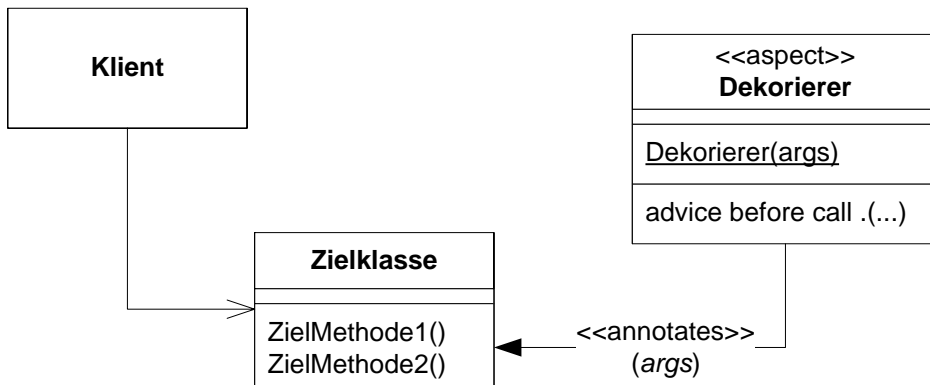 Klient
<<aspect>>
Dekorierer
Dekorierer(args)
advice before call .(...)
Zielklasse
ZielMethode1()
ZielMethode2()
<<annotates>>
(args)